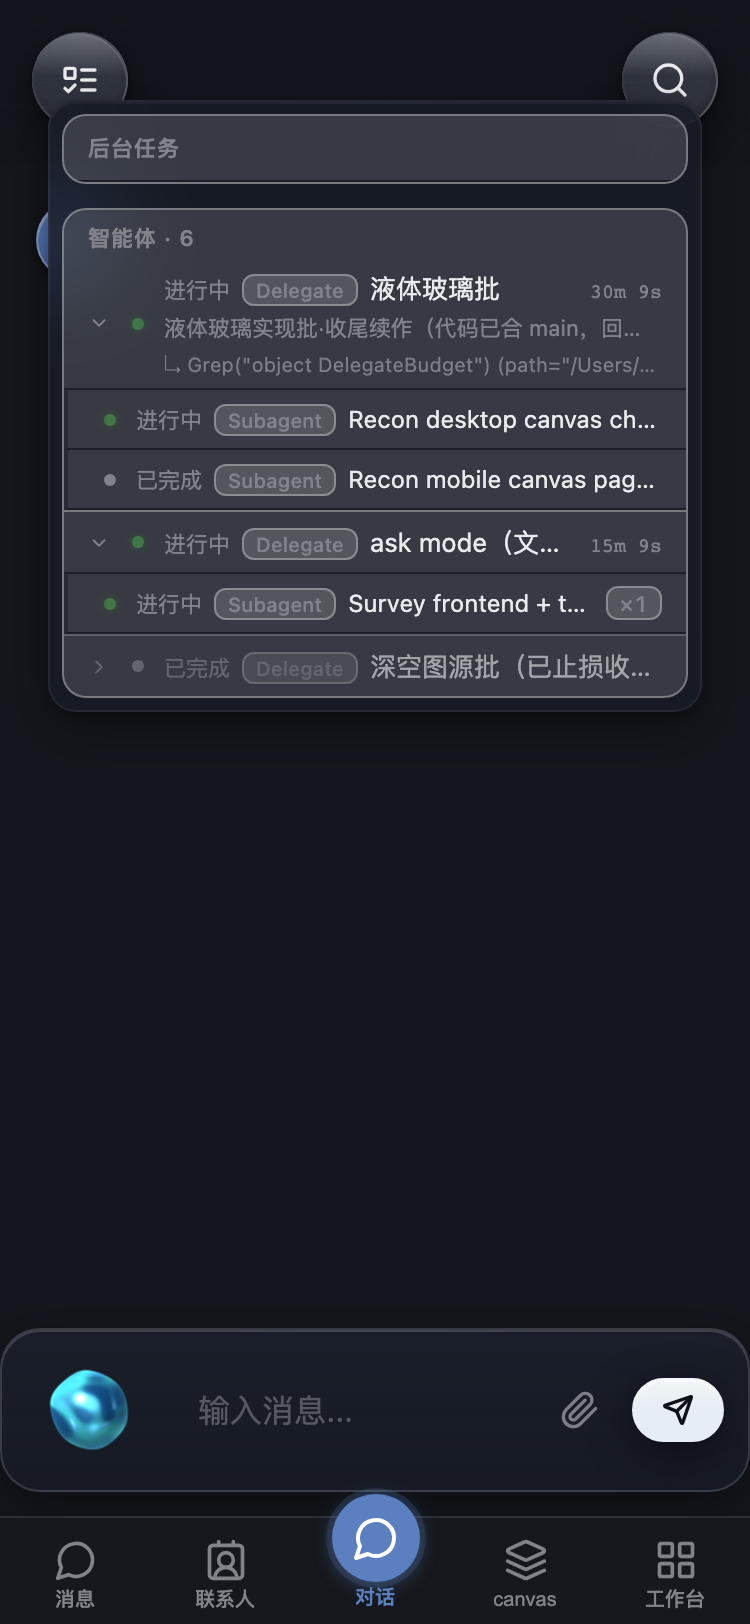 后台任务
智能体 · 6
进行中 Delegate 液体玻璃批 30m 9s
液体玻璃实现批·收尾续作（代码已合 main，回...
Grep("object DelegateBudget") (path="/Users/...
进行中 Subagent Recon desktop canvas ch...
已完成 Subagent Recon mobile canvas pag...
进行中 Delegate ask mode（文... 15m 9s
进行中 Subagent Survey frontend + t... ×1
已完成 Delegate 深空图源批（已止损收...
输入消息...
消息 联系人 对话 canvas 工作台